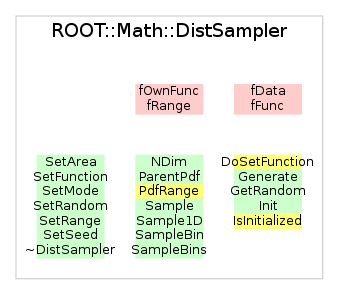 ROOT::Math::DistSampler
fOwnFunc
fRange
fData
fFunc
SetArea
SetFunction
SetMode
SetRandom
SetRange
SetSeed
~DistSampler
NDim
ParentPdf
PdfRange
Sample
Sample1D
SampleBin
SampleBins
DoSetFunction
Generate
GetRandom
Init
IsInitialized